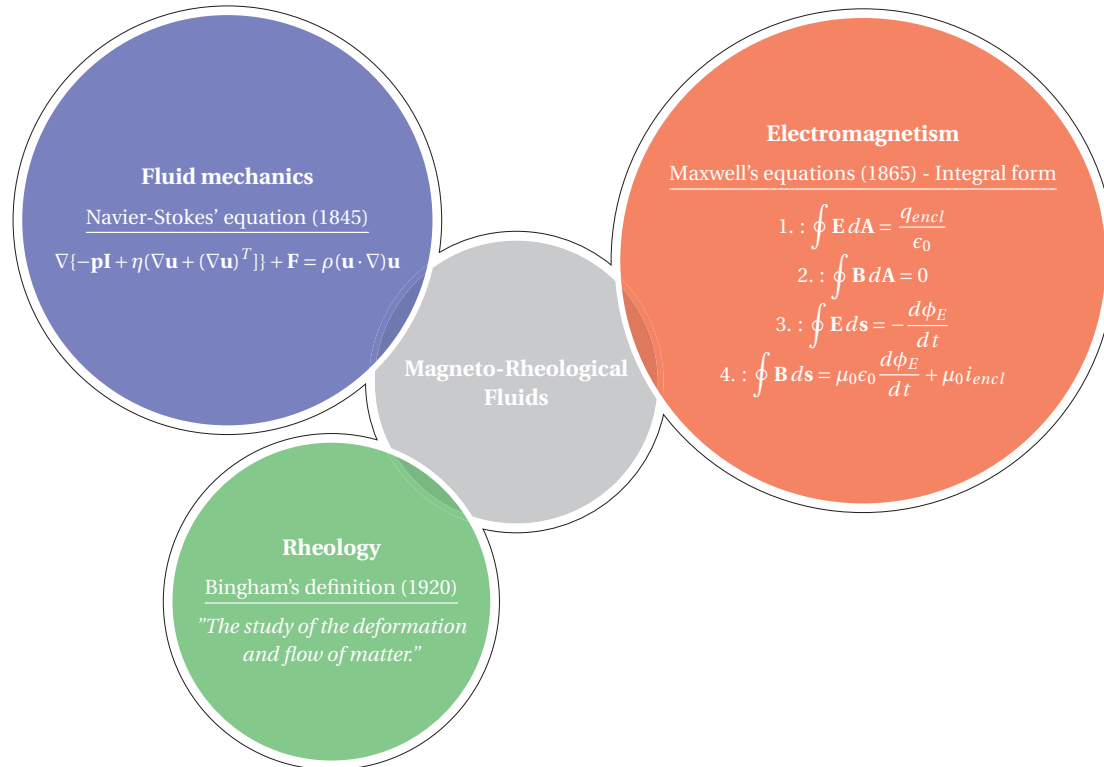 Fluid mechanics
Navier-Stokes’ equation (1845)
∇{−pI + η(∇u + (∇u)^T]} + F = ρ(u · ∇)u
Electromagnetism
Maxwell’s equations (1865) - Integral form
1. : ∮ E dA = q_encl / ϵ_0
2. : ∮ B dA = 0
3. : ∮ E ds = − dϕ_E / dt
4. : ∮ B ds = μ_0 ϵ_0 dϕ_E / dt + μ_0 i_encl
Magneto-Rheological
Fluids
Rheology
Bingham’s definition (1920)
”The study of the deformation
and flow of matter.”